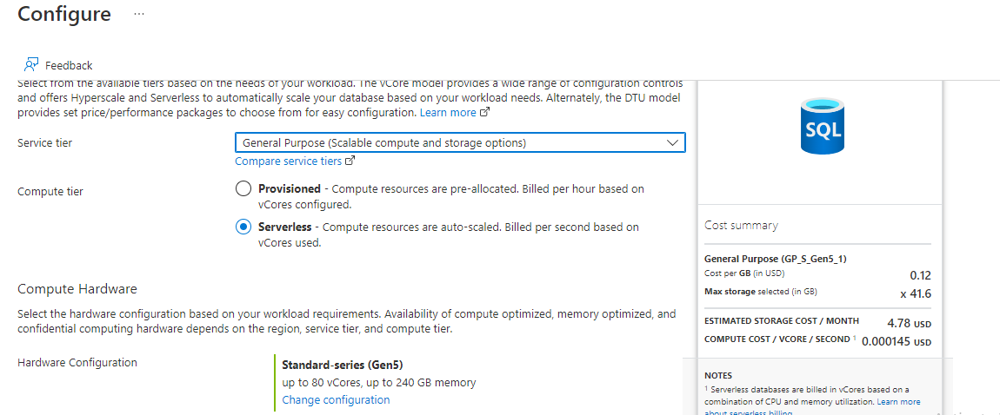 Configure ...
Feedback
Select from the available tiers based on the needs of your workload. The vCore model provides a wide range of configuration controls
and offers Hyperscale and Serverless to automatically scale your database based on your workload needs. Alternately, the DTU model
provides set price/performance packages to choose from for easy configuration. Learn more
Service tier
General Purpose (Scalable compute and storage options)
Compare service tiers
Compute tier
Provisioned - Compute resources are pre-allocated. Billed per hour based on
vCores configured.
Serverless - Compute resources are auto-scaled. Billed per second based on
vCores used.
Compute Hardware
Select the hardware configuration based on your workload requirements. Availability of compute optimized, memory optimized, and
confidential computing hardware depends on the region, service tier, and compute tier.
Hardware Configuration
Standard-series (Gen5)
up to 80 vCores, up to 240 GB memory
Change configuration
SQL
Cost summary
General Purpose (GP_S_Gen5_1)
Cost per GB (in USD) 0.12
Max storage selected (in GB) x 41.6
ESTIMATED STORAGE COST / MONTH 4.78 USD
COMPUTE COST / VCORE / SECOND 1 0.000145 USD
NOTES
1 Serverless databases are billed in vCores based on a
combination of CPU and memory utilization. Learn more
about serverless billing